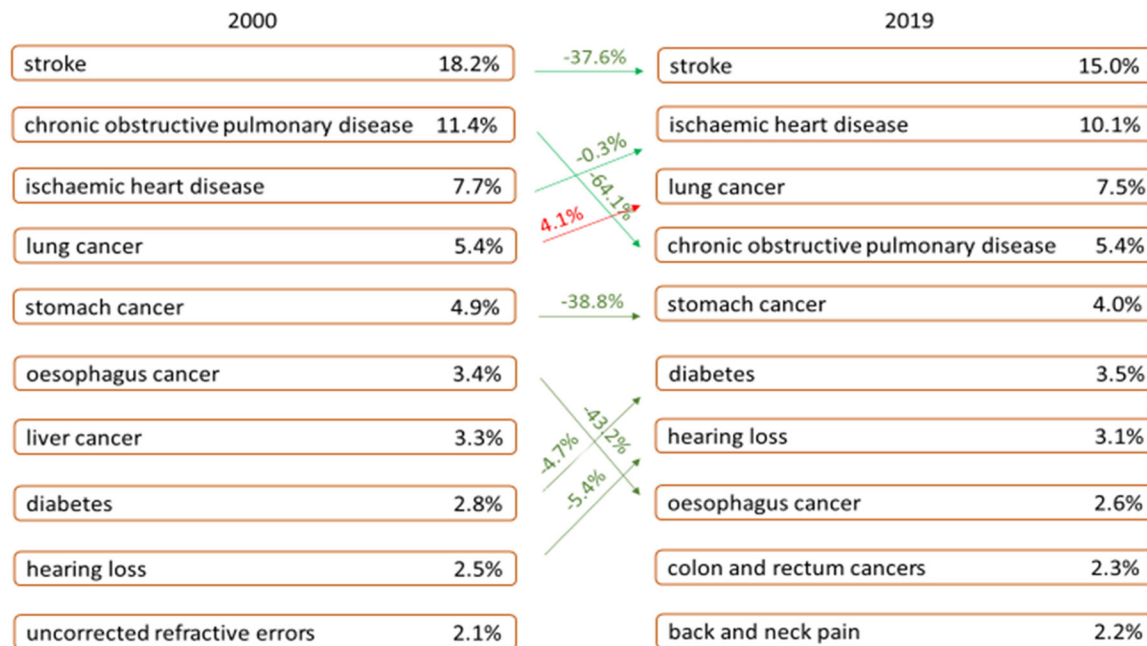 2000
2019
stroke 18.2%
-37.6%
stroke 15.0%
chronic obstructive pulmonary disease 11.4%
ischaemic heart disease 10.1%
-0.3%
ischaemic heart disease 7.7%
-64.1%
lung cancer 7.5%
4.1%
lung cancer 5.4%
chronic obstructive pulmonary disease 5.4%
stomach cancer 4.9%
-38.8%
stomach cancer 4.0%
oesophagus cancer 3.4%
diabetes 3.5%
-43.2%
liver cancer 3.3%
-4.7%
hearing loss 3.1%
diabetes 2.8%
-5.4%
oesophagus cancer 2.6%
hearing loss 2.5%
colon and rectum cancers 2.3%
uncorrected refractive errors 2.1%
back and neck pain 2.2%